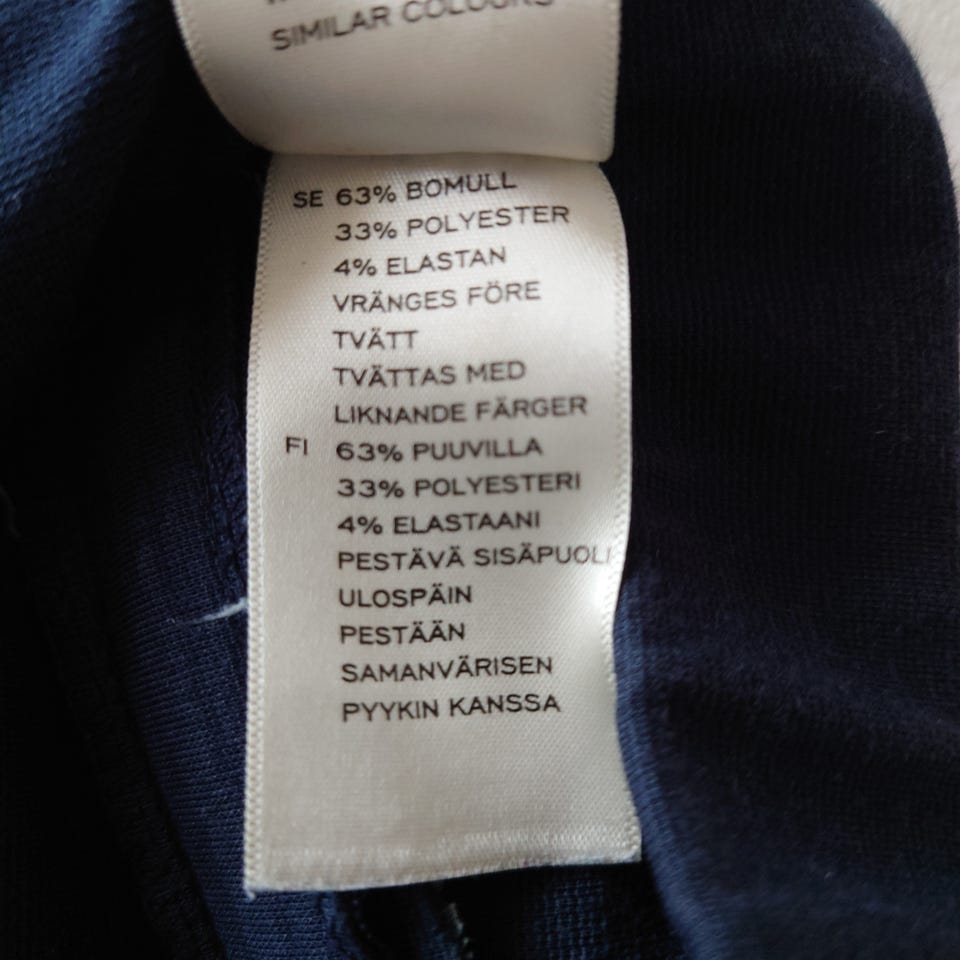 SIMILAR COLOURS
SE 63% BOMULL
33% POLYESTER
4% ELASTAN
VRÄNGES FÖRE
TVÄTT
TVÄTTAS MED
LIKNANDE FÄRGER
FI 63% PUUVILLA
33% POLYESTERI
4% ELASTAANI
PESTÄVÄ SISÄPUOLI
ULOSPÄIN
PESTÄÄN
SAMANVÄRISEN
PYYKIN KANSSA